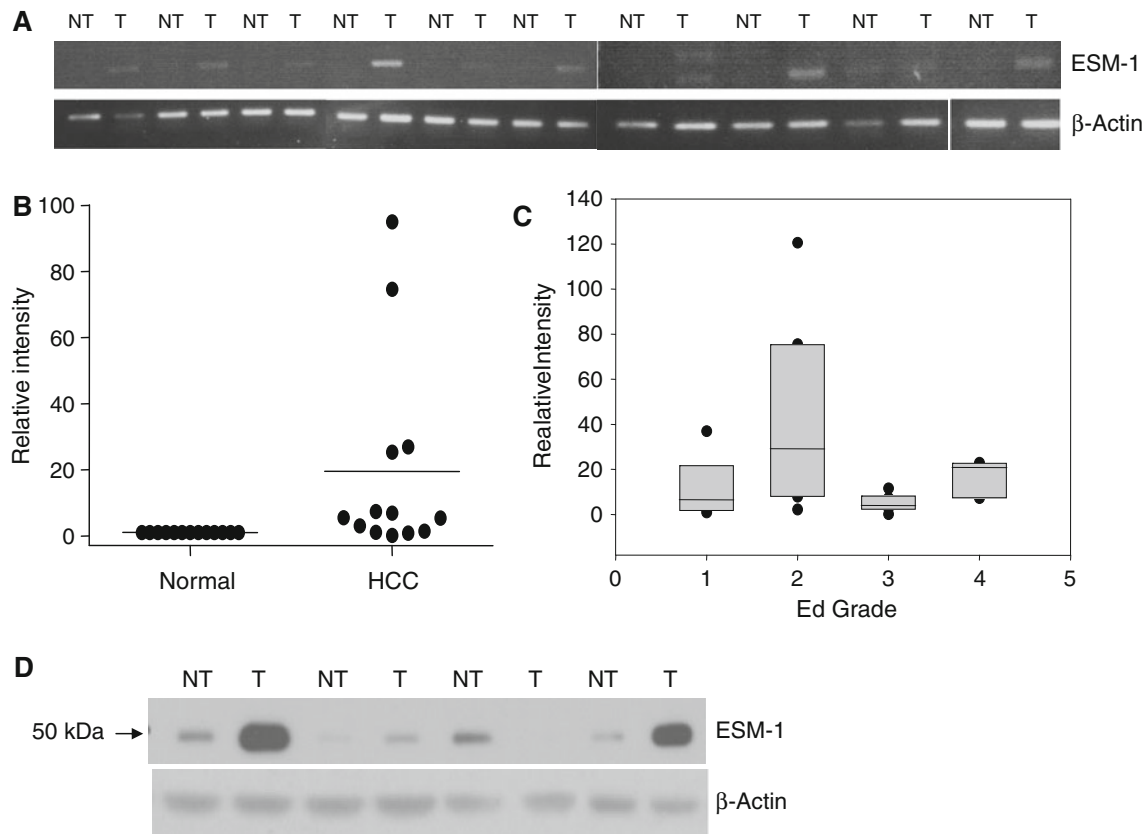 A
NT T NT T NT T NT T NT T NT T NT T NT T NT T NT T
ESM-1
β-Actin
B
100
80
60
40
20
0
Relative intensity
Normal HCC
C
140
120
100
80
60
40
20
0
RealativeIntensity
0 1 2 3 4 5
Ed Grade
D
NT T NT T NT T NT T
50 kDa
ESM-1
β-Actin